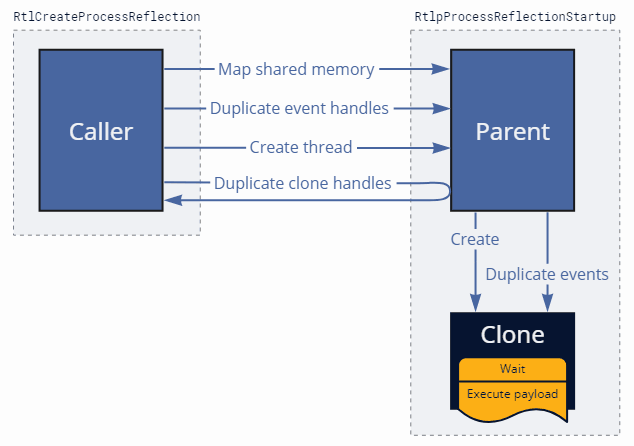 RtlCreateProcessReflection
RtlpProcessReflectionStartup
Caller
Map shared memory
Duplicate event handles
Create thread
Duplicate clone handles
Parent
Create
Duplicate events
Clone
Wait
Execute payload